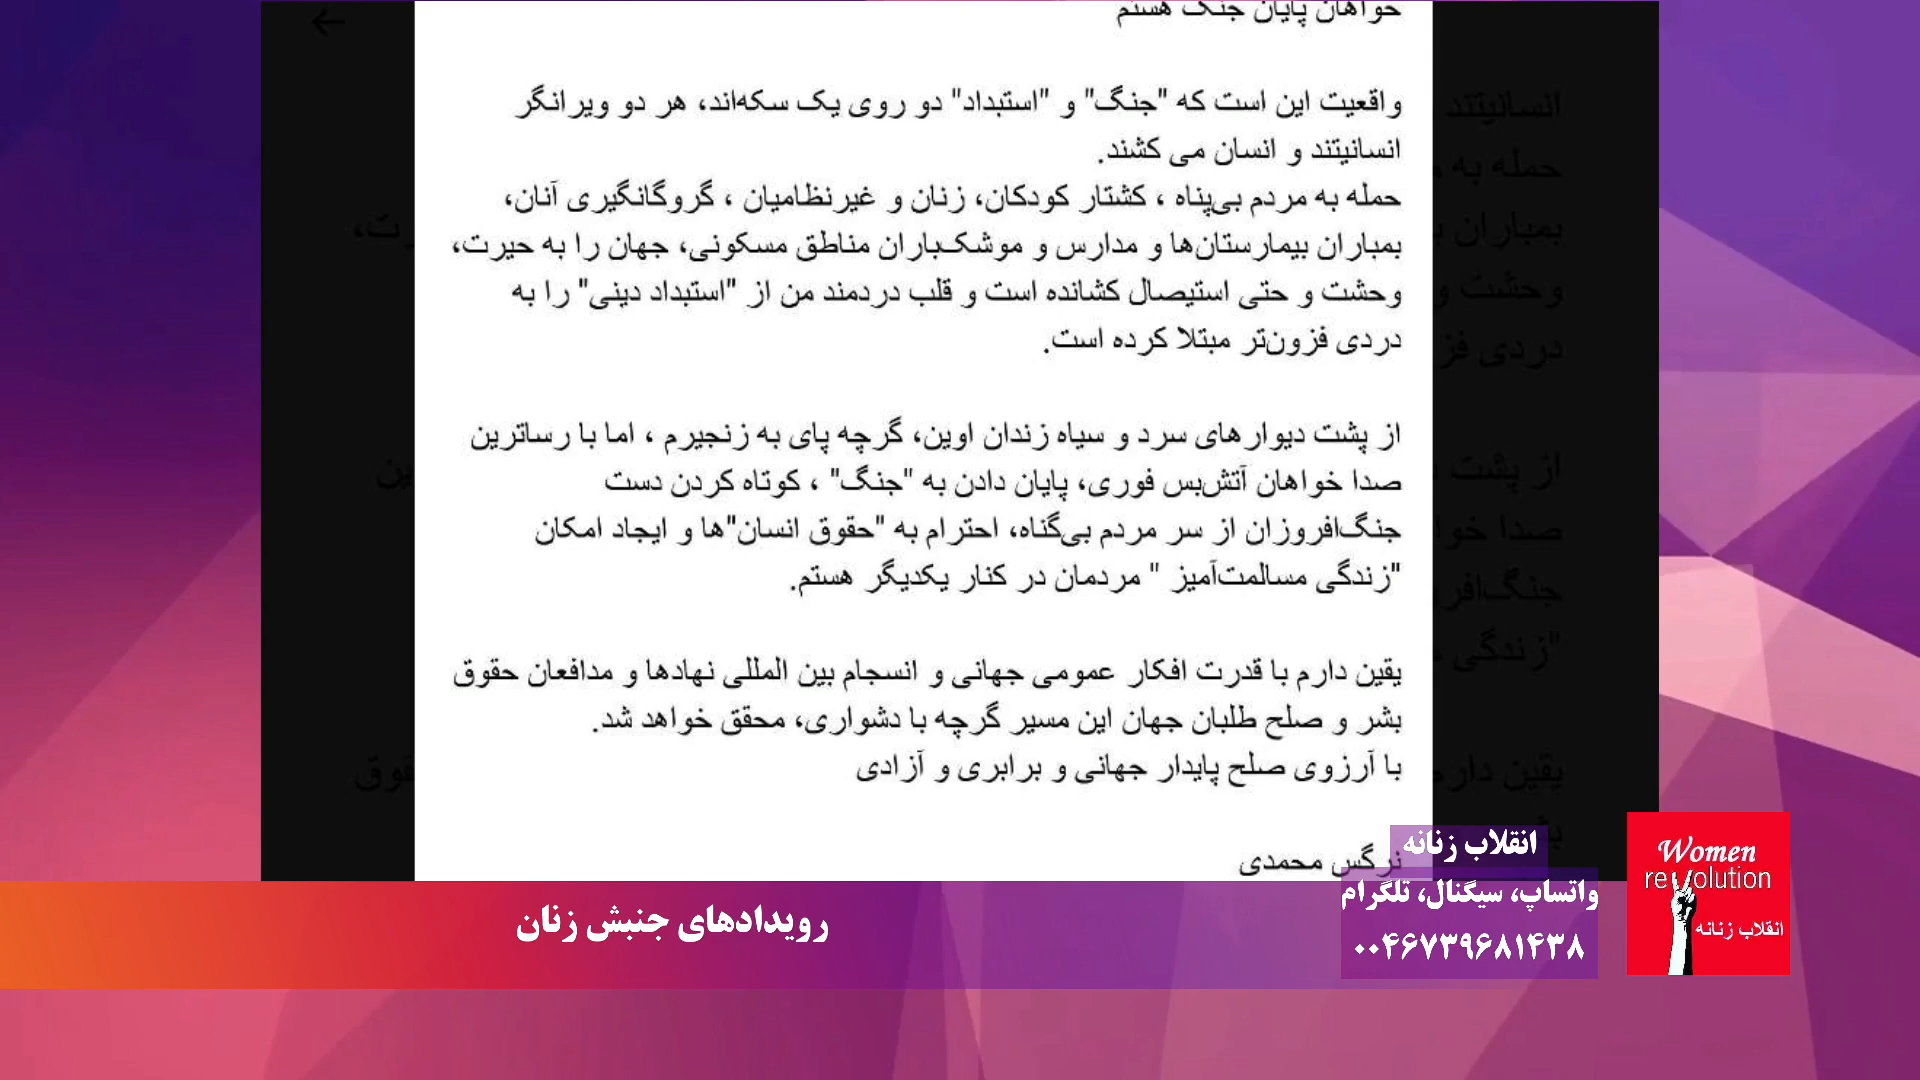 خواهان پایان جنگ هستم
واقعیت این است که "جنگ" و "استبداد" دو روی یک سکه‌اند، هر دو ویرانگر
انسانیتند و انسان می کشند.
حمله به مردم بی‌پناه ، کشتار کودکان، زنان و غیرنظامیان ، گروگانگیری آنان،
بمباران بیمارستان‌ها و مدارس و موشک‌باران مناطق مسکونی، جهان را به حیرت،
وحشت و حتی استیصال کشانده است و قلب دردمند من از "استبداد دینی" را به
دردی فزون‌تر مبتلا کرده است.
از پشت دیوارهای سرد و سیاه زندان اوین، گرچه پای به زنجیرم ، اما با رساترین
صدا خواهان آتش‌بس فوری، پایان دادن به "جنگ" ، کوتاه کردن دست
جنگ‌افروزان از سر مردم بی‌گناه، احترام به "حقوق انسان"ها و ایجاد امکان
"زندگی مسالمت‌آمیز " مردمان در کنار یکدیگر هستم.
یقین دارم با قدرت افکار عمومی جهانی و انسجام بین المللی نهادها و مدافعان حقوق
بشر و صلح طلبان جهان این مسیر گرچه با دشواری، محقق خواهد شد.
با آرزوی صلح پایدار جهانی و برابری و آزادی
نرگس محمدی
انقلاب زنانه
واتساپ، سیگنال، تلگرام
۰۰۴۶۷۳۹۶۸۱۴۳۸
رویدادهای جنبش زنان
Women
revolution
انقلاب زنانه